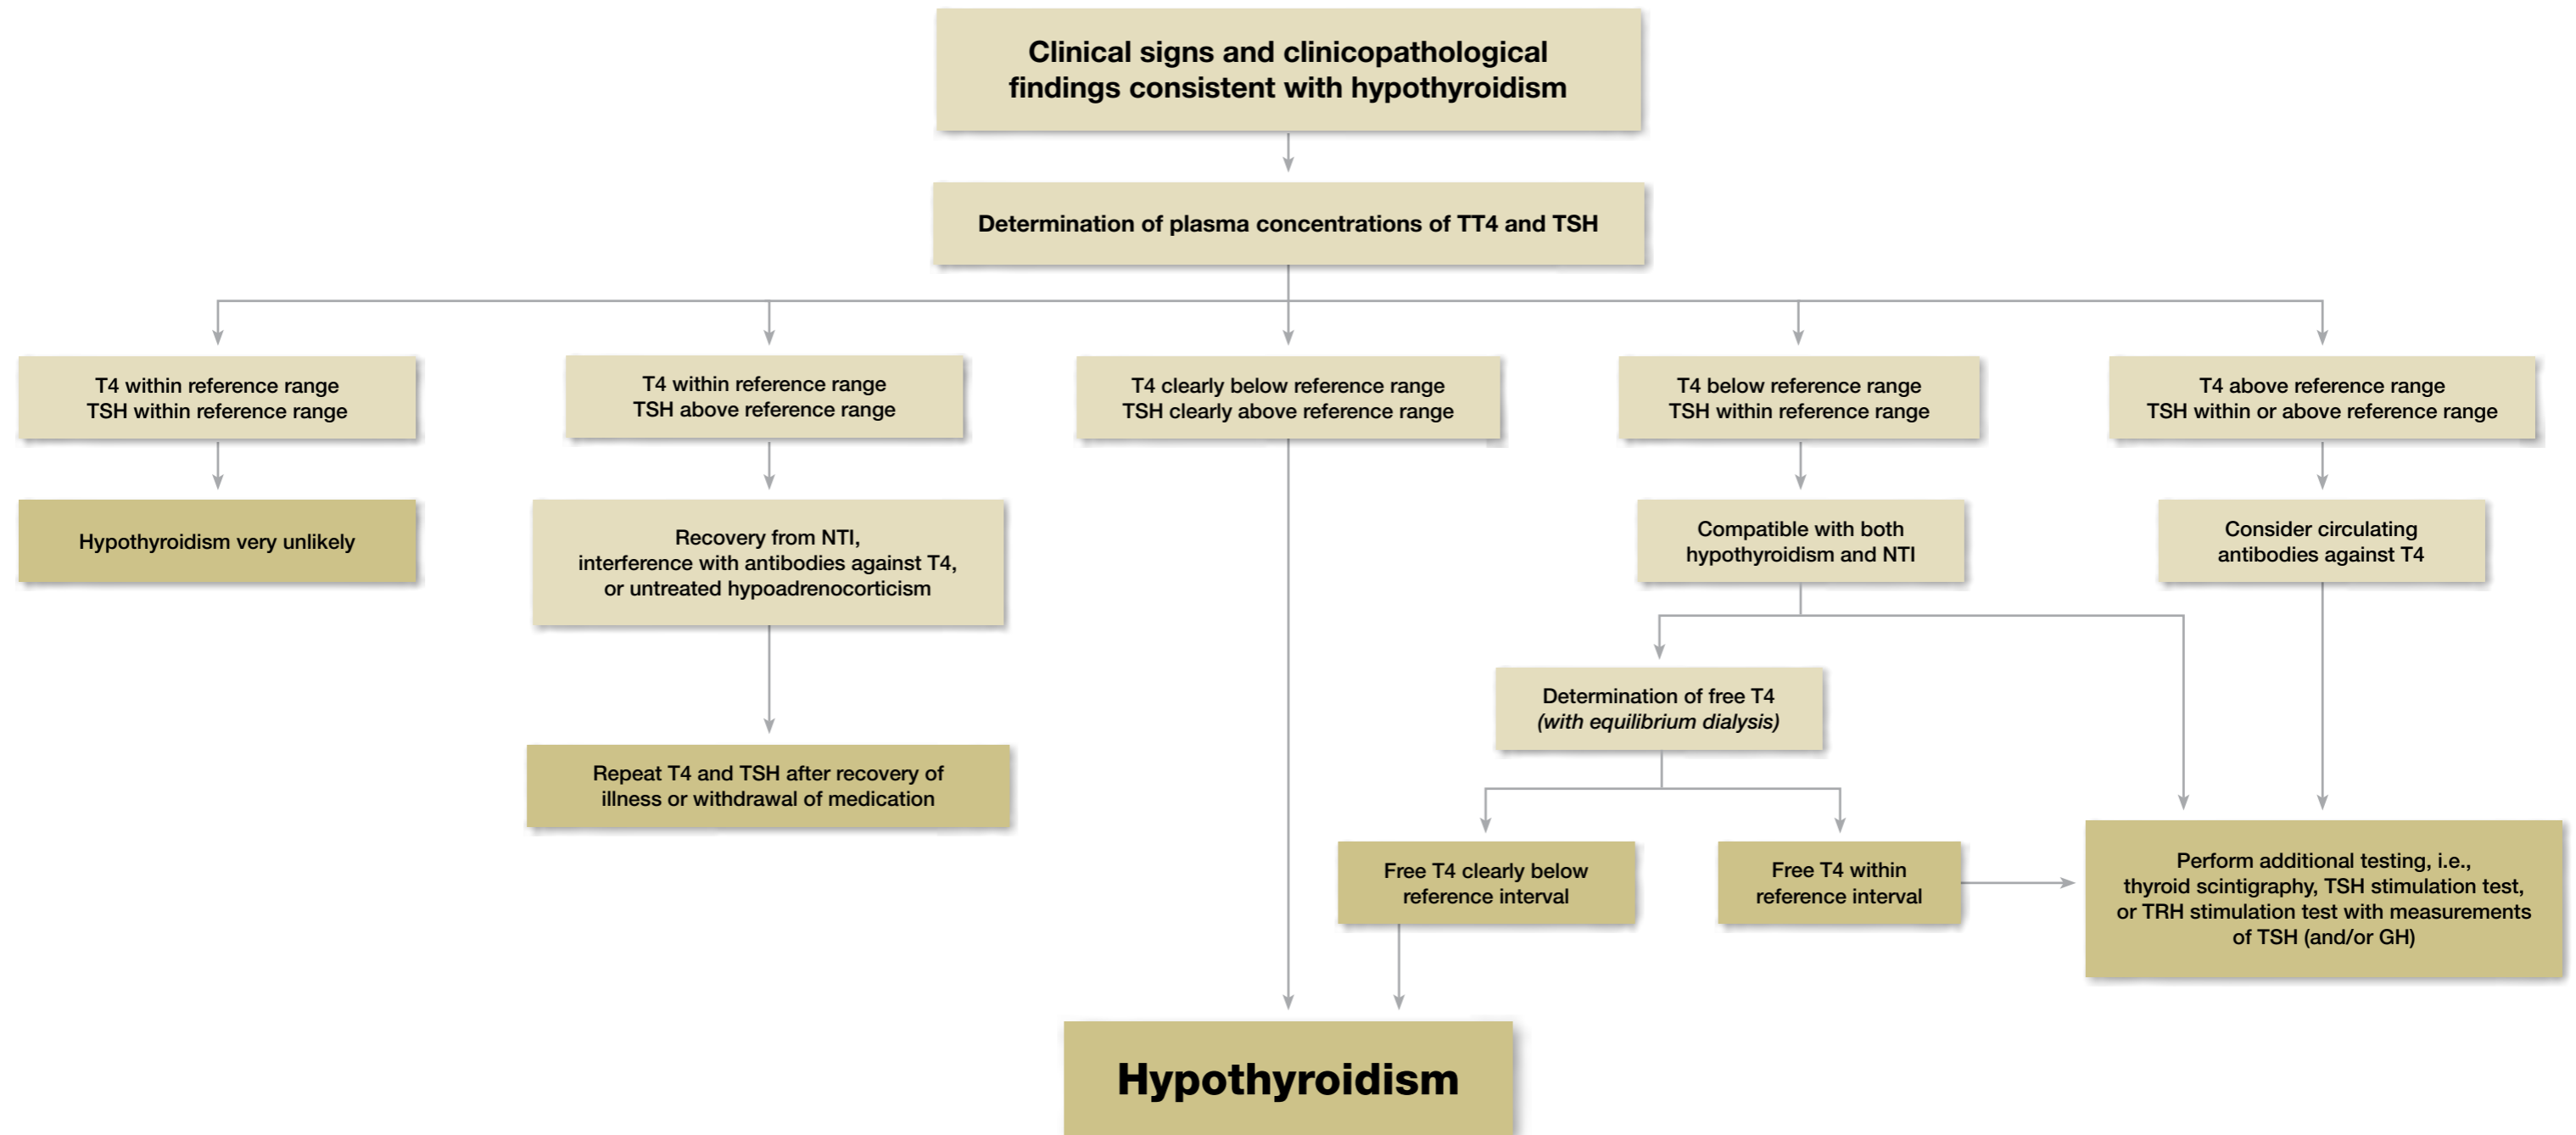 Clinical signs and clinicopathological
findings consistent with hypothyroidism
Determination of plasma concentrations of TT4 and TSH
T4 within reference range
TSH within reference range
T4 within reference range
TSH above reference range
T4 clearly below reference range
TSH clearly above reference range
T4 below reference range
TSH within reference range
T4 above reference range
TSH within or above reference range
Hypothyroidism very unlikely
Recovery from NTI,
interference with antibodies against T4,
or untreated hypoadrenocorticism
Compatible with both
hypothyroidism and NTI
Consider circulating
antibodies against T4
Determination of free T4
(with equilibrium dialysis)
Repeat T4 and TSH after recovery of
illness or withdrawal of medication
Free T4 clearly below
reference interval
Free T4 within
reference interval
Perform additional testing, i.e.,
thyroid scintigraphy, TSH stimulation test,
or TRH stimulation test with measurements
of TSH (and/or GH)
Hypothyroidism